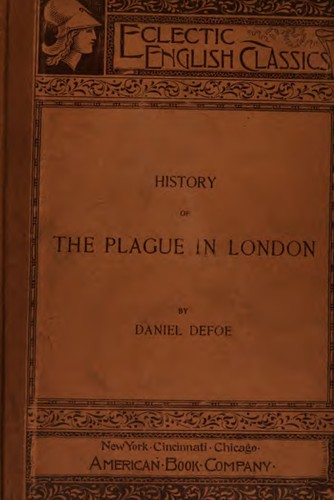 ECLECTIC
ENGLISH CLASSICS
HISTORY
OF
THE PLAGUE IN LONDON
BY
DANIEL DEFOE
New York · Cincinnati · Chicago
AMERICAN · BOOK · COMPANY ·